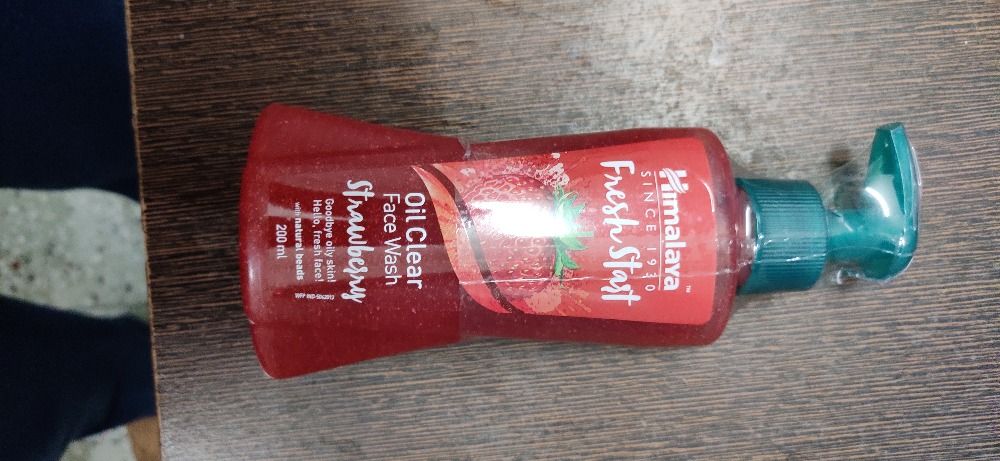 Himalaya
SINCE 1930
Fresh Start
Oil Clear
Face Wash
Strawberry
Goodbye oily skin!
Hello, fresh face!
with natural beads
200 ml